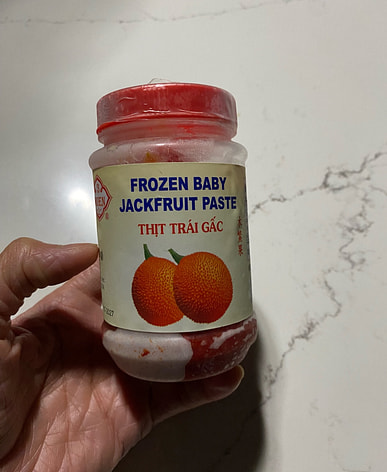 FROZEN BABY
JACKFRUIT PASTE
THỊT TRÁI GẤC